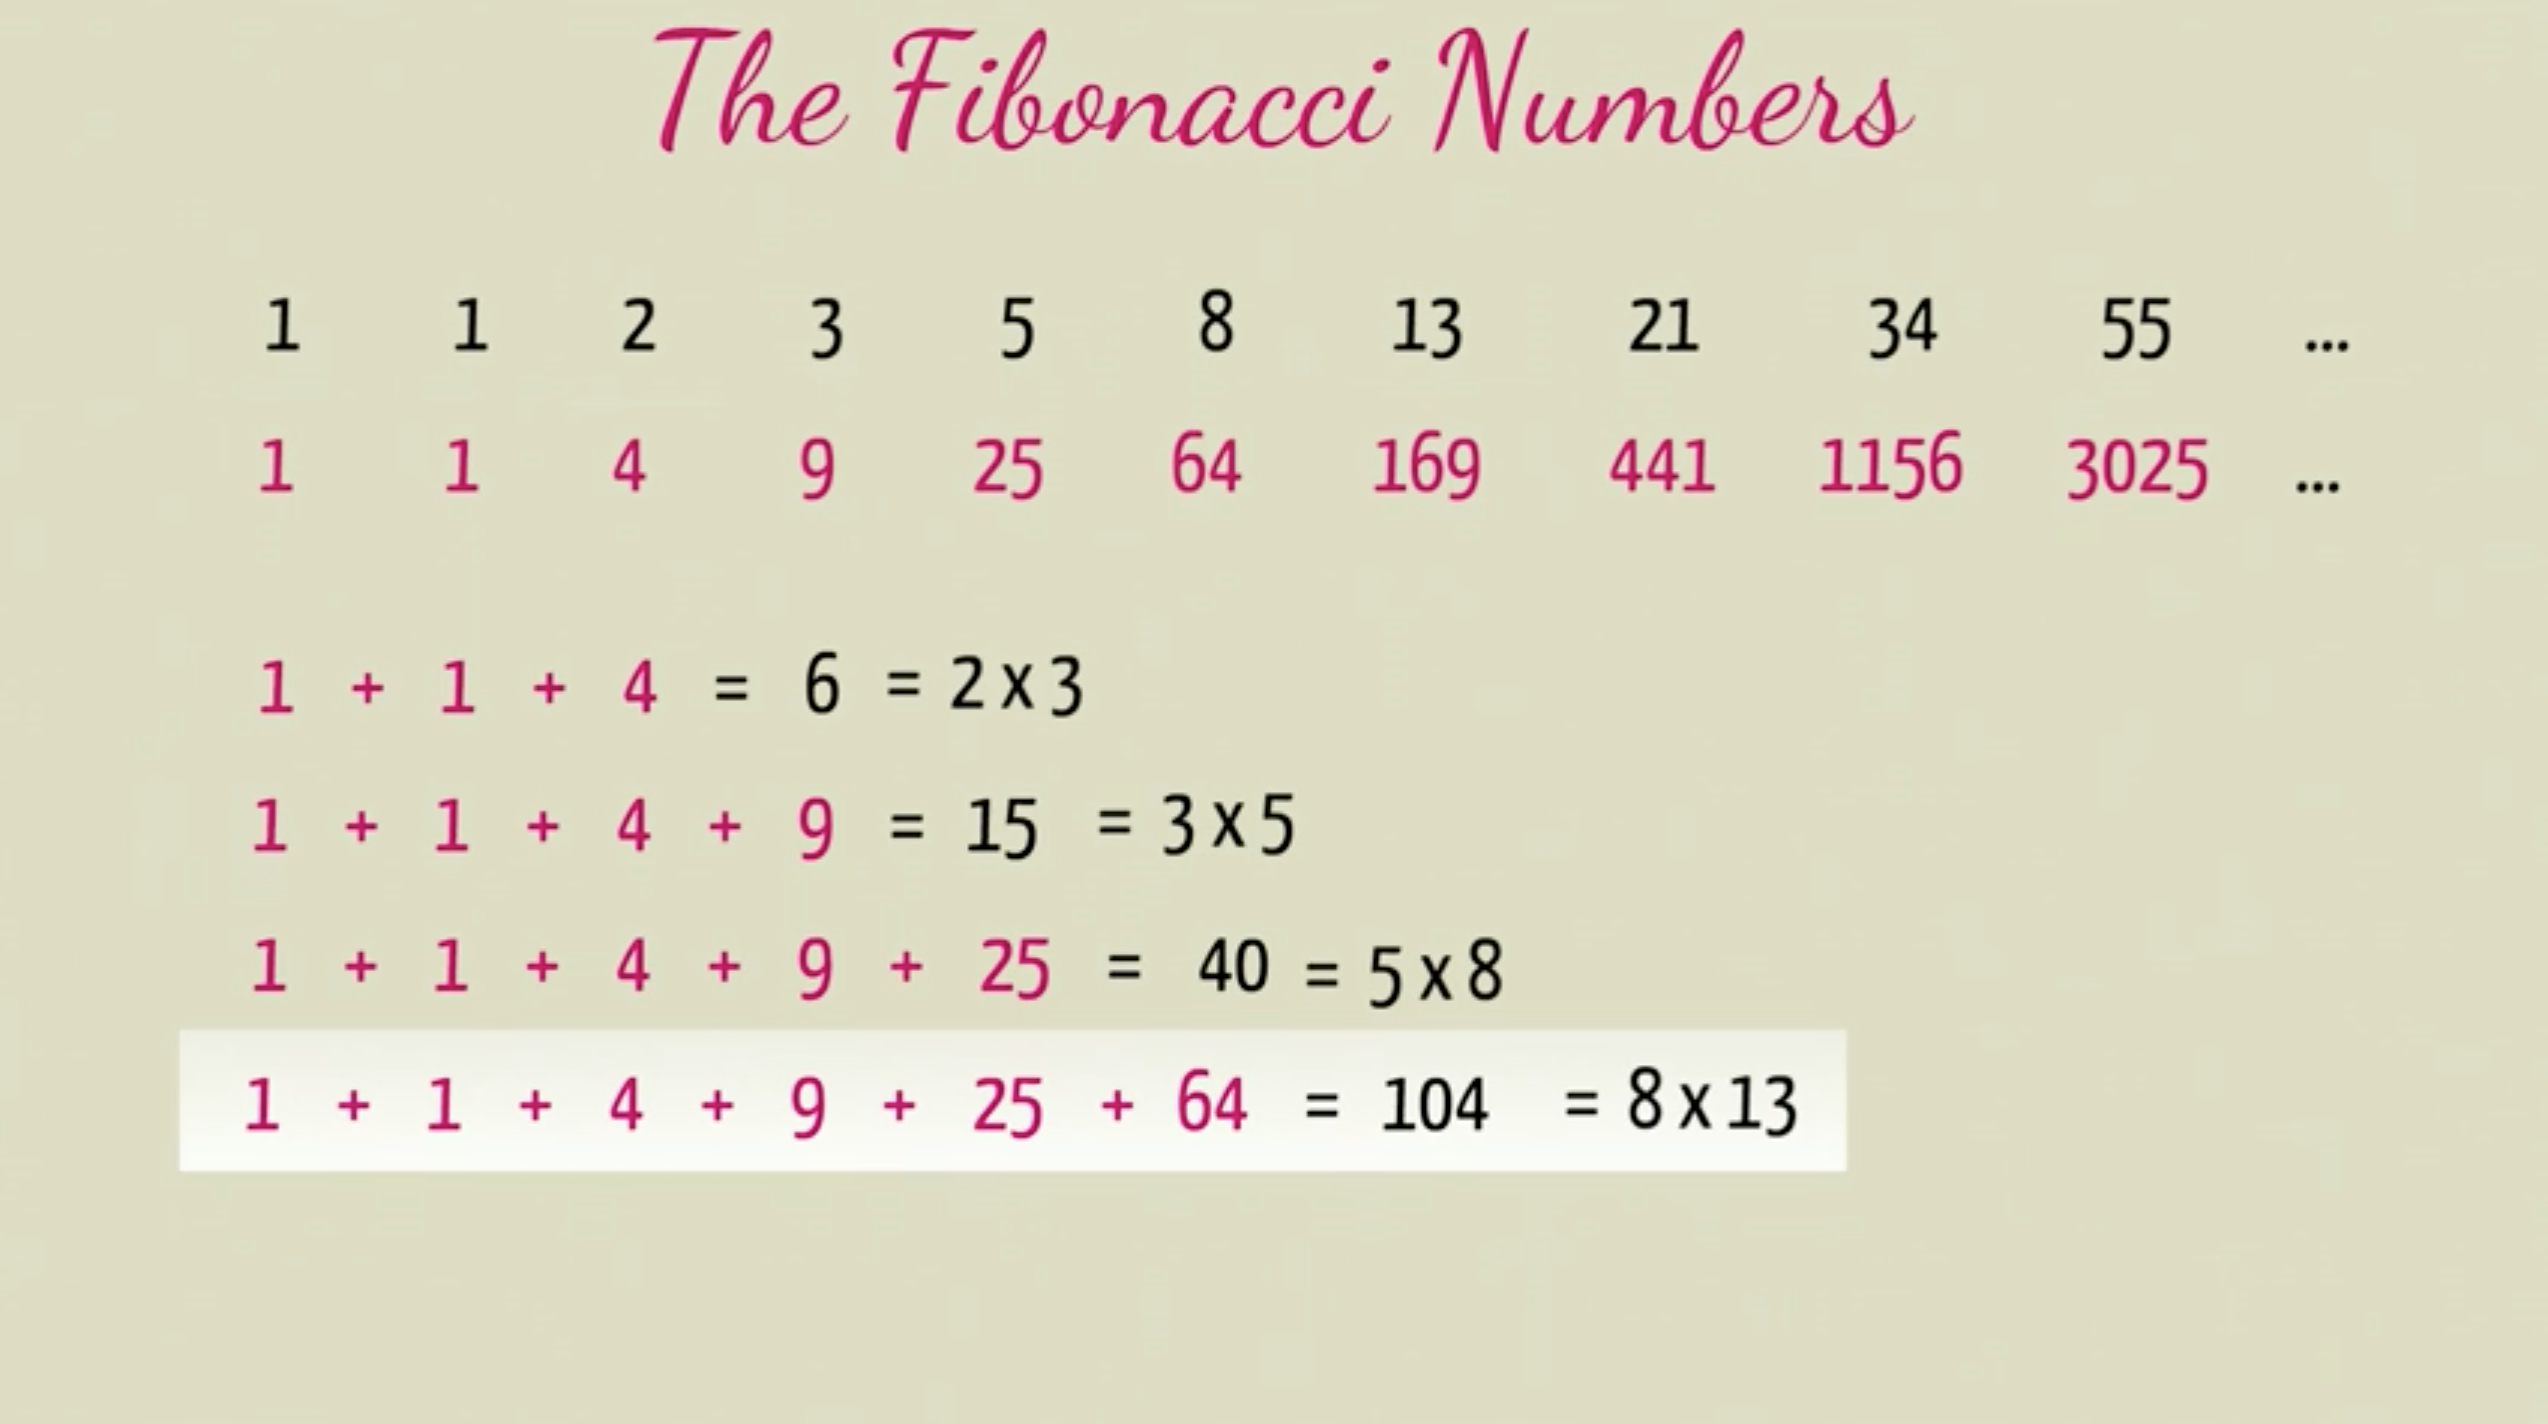 The Fibonacci Numbers
1 1 2 3 5 8 13 21 34 55 ...
1 1 4 9 25 64 169 441 1156 3025 ...
1 + 1 + 4 = 6 = 2 x 3
1 + 1 + 4 + 9 = 15 = 3 x 5
1 + 1 + 4 + 9 + 25 = 40 = 5 x 8
1 + 1 + 4 + 9 + 25 + 64 = 104 = 8 x 13